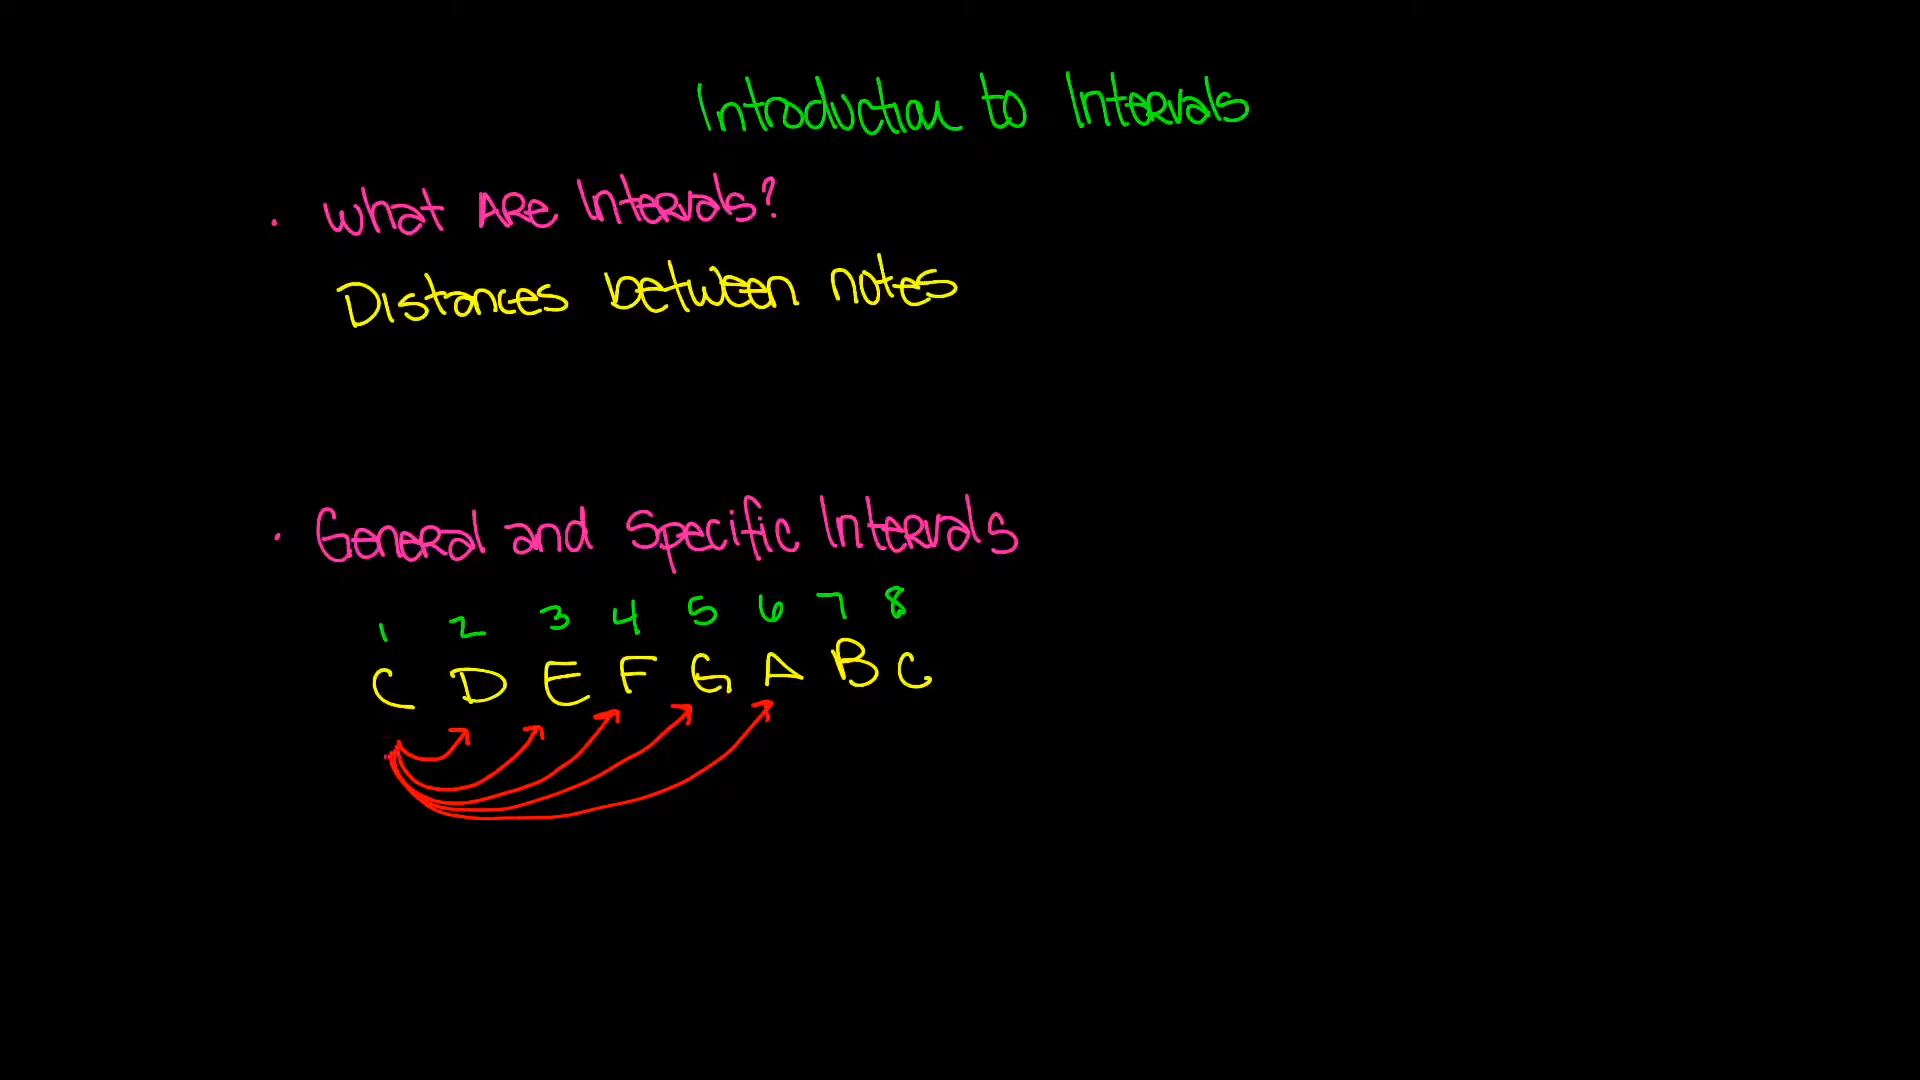 Introduction to Intervals
• What Are Intervals?
Distances between notes
• General and Specific Intervals
1 2 3 4 5 6 7 8
C D E F G A B C